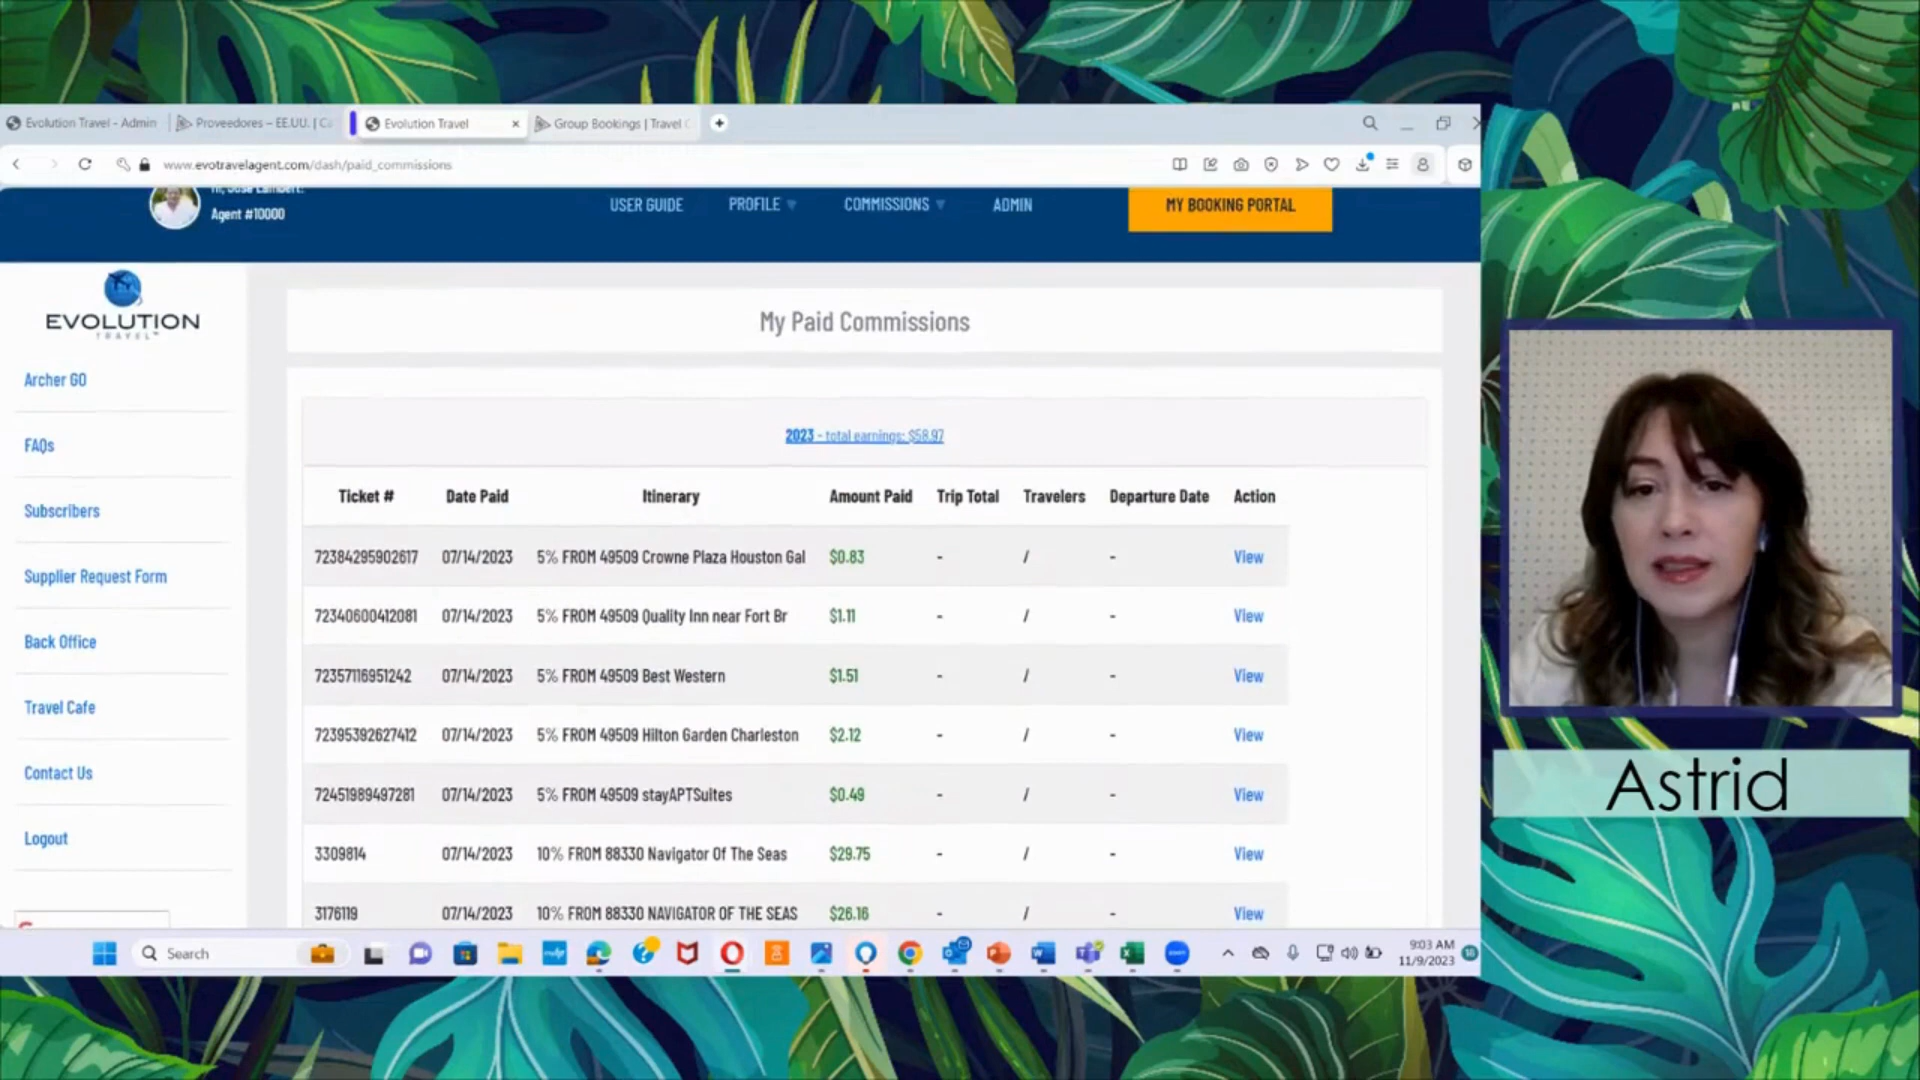 Evolution Travel - Admin
Proveedores – EE.UU. | Ca
Evolution Travel
Group Bookings | Travel C
www.evotravelagent.com/dash/paid_commissions
Hi, Jose Lambert!
Agent #10000
USER GUIDE
PROFILE
COMMISSIONS
ADMIN
MY BOOKING PORTAL
EVOLUTION
TRAVEL™
Archer GO
FAQs
Subscribers
Supplier Request Form
Back Office
Travel Cafe
Contact Us
Logout
My Paid Commissions
2023 - total earnings: $58.97
Ticket # Date Paid Itinerary Amount Paid Trip Total Travelers Departure Date Action
72384295902617 07/14/2023 5% FROM 49509 Crowne Plaza Houston Gal $0.83 - / - View
72340600412081 07/14/2023 5% FROM 49509 Quality Inn near Fort Br $1.11 - / - View
72357116951242 07/14/2023 5% FROM 49509 Best Western $1.51 - / - View
72395392627412 07/14/2023 5% FROM 49509 Hilton Garden Charleston $2.12 - / - View
72451989497281 07/14/2023 5% FROM 49509 stayAPTSuites $0.49 - / - View
3309814 07/14/2023 10% FROM 88330 Navigator Of The Seas $29.75 - / - View
3176119 07/14/2023 10% FROM 88330 NAVIGATOR OF THE SEAS $26.16 - / - View
Astrid
Search
9:03 AM
11/9/2023